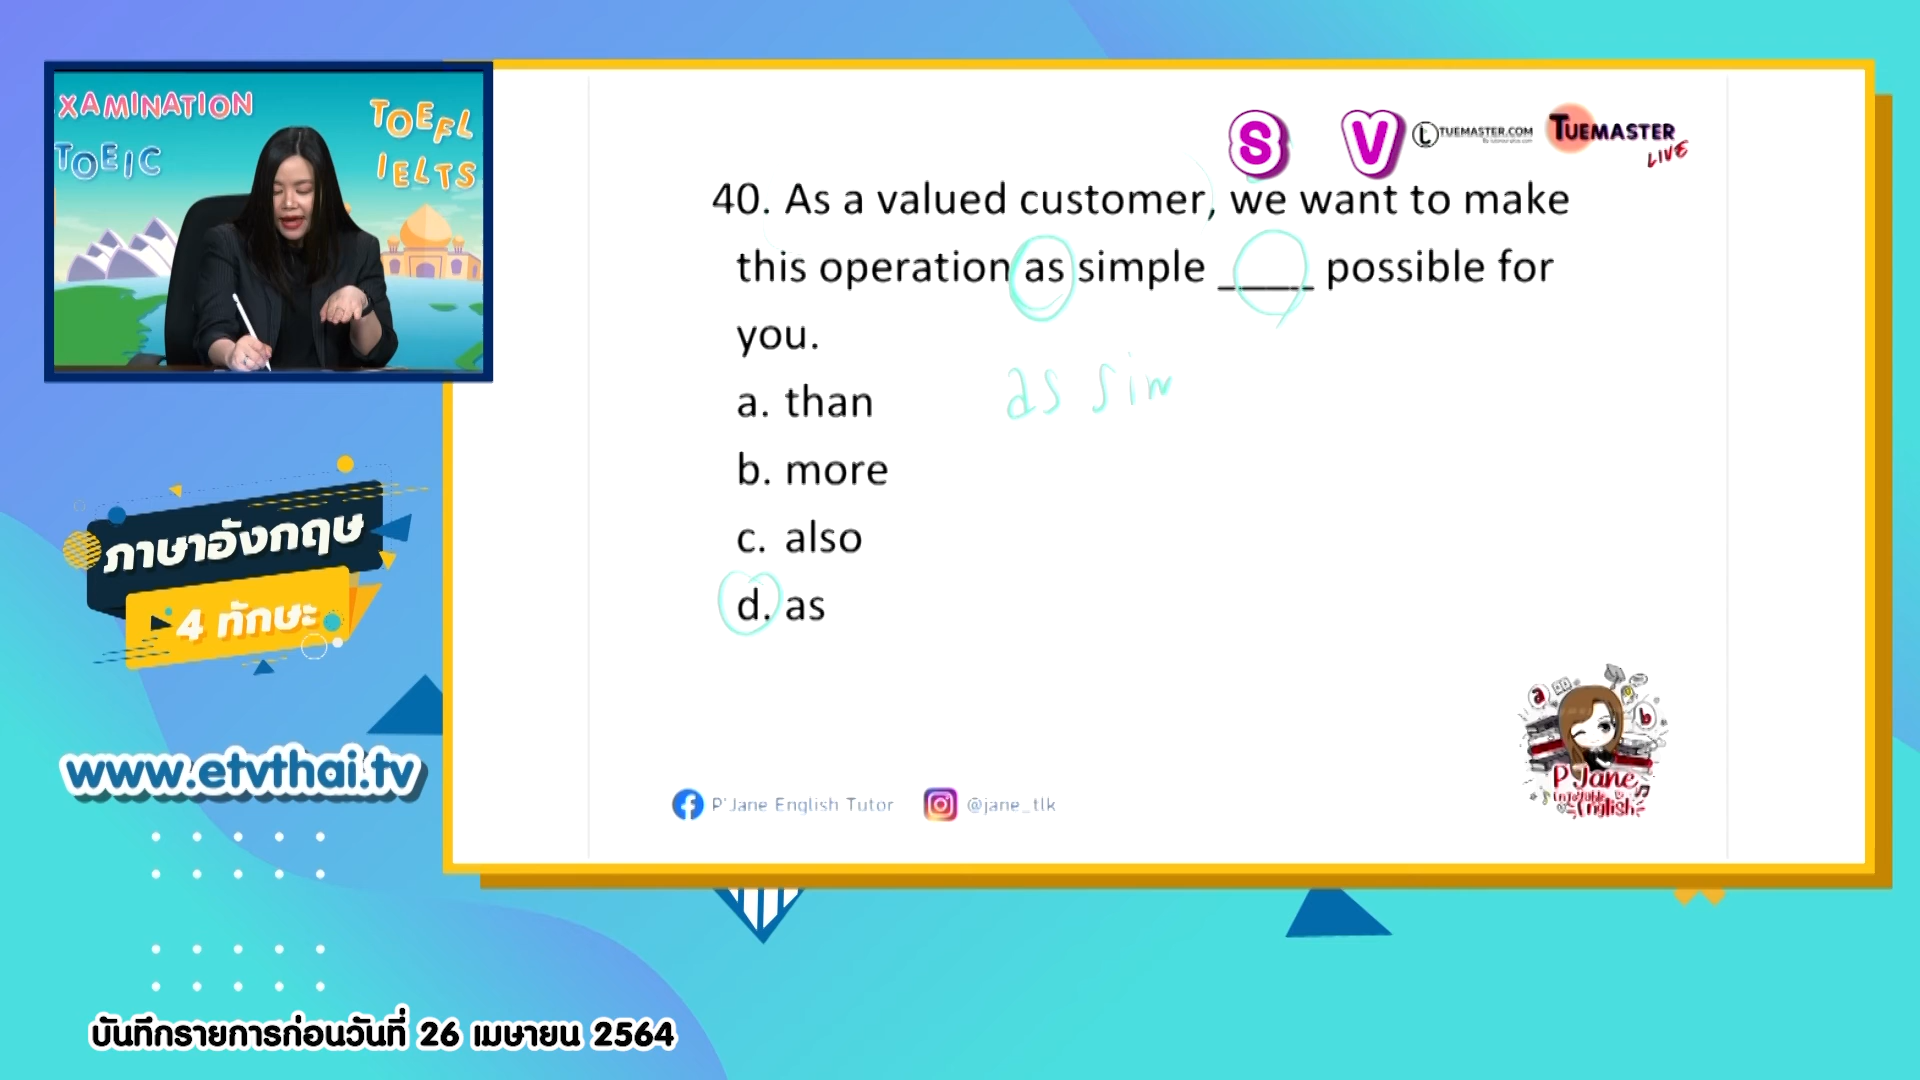 XAMINATION
TOEIC
TOEFL
IELTS
S V
TUEMASTER.COM
TUEMASTER
LIVE
40. As a valued customer, we want to make
this operation as simple ____ possible for
you.
a. than
b. more
c. also
d. as
as sim
ภาษาอังกฤษ
4 ทักษะ
www.etvthai.tv
a
b
P'Jane
Enjoyable
English
P'Jane English Tutor
@jane_tlk
บันทึกรายการก่อนวันที่ 26 เมษายน 2564